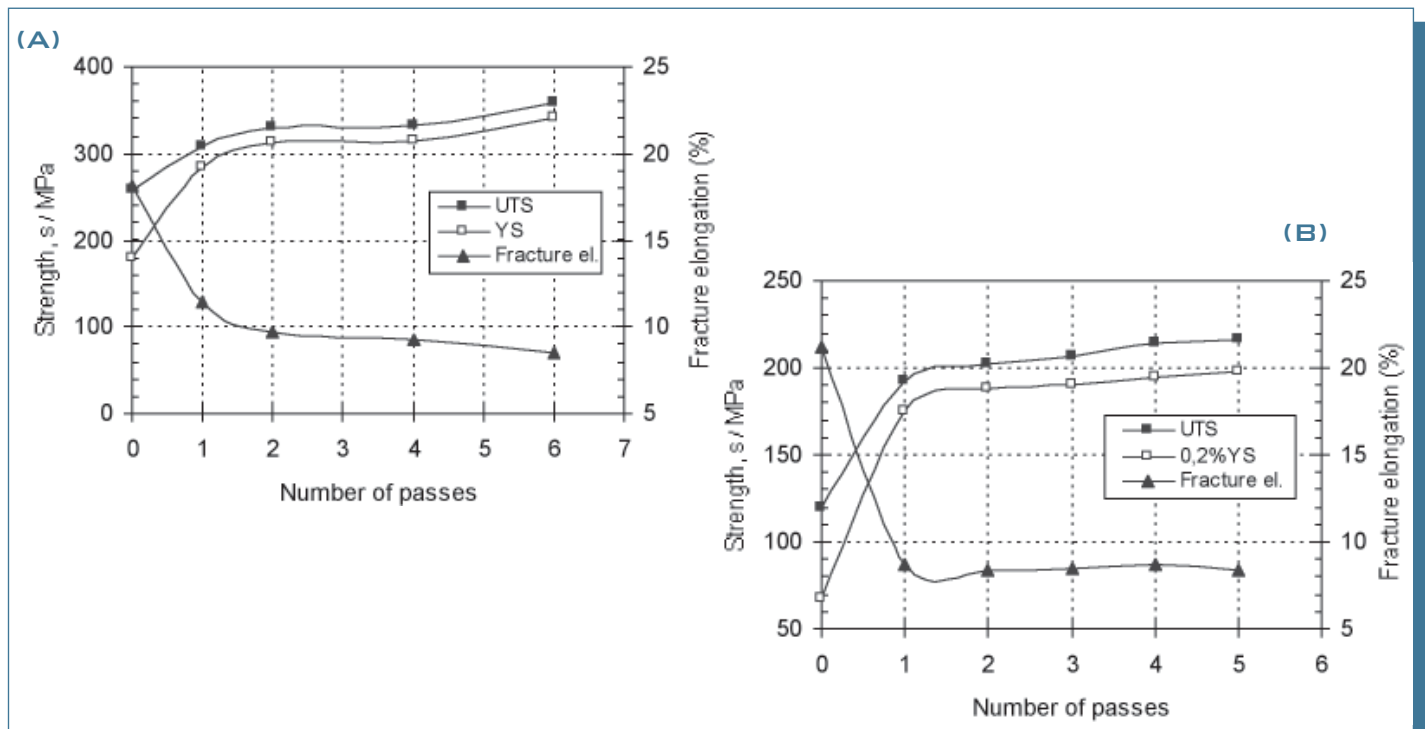 (A)
400
300
200
100
0
Strength, s / MPa
25
20
15
10
5
Fracture elongation (%)
UTS
YS
Fracture el.
0 1 2 3 4 5 6 7
Number of passes
(B)
250
200
150
100
50
Strength, s / MPa
25
20
15
10
5
Fracture elongation (%)
UTS
0,2%YS
Fracture el.
0 1 2 3 4 5 6
Number of passes